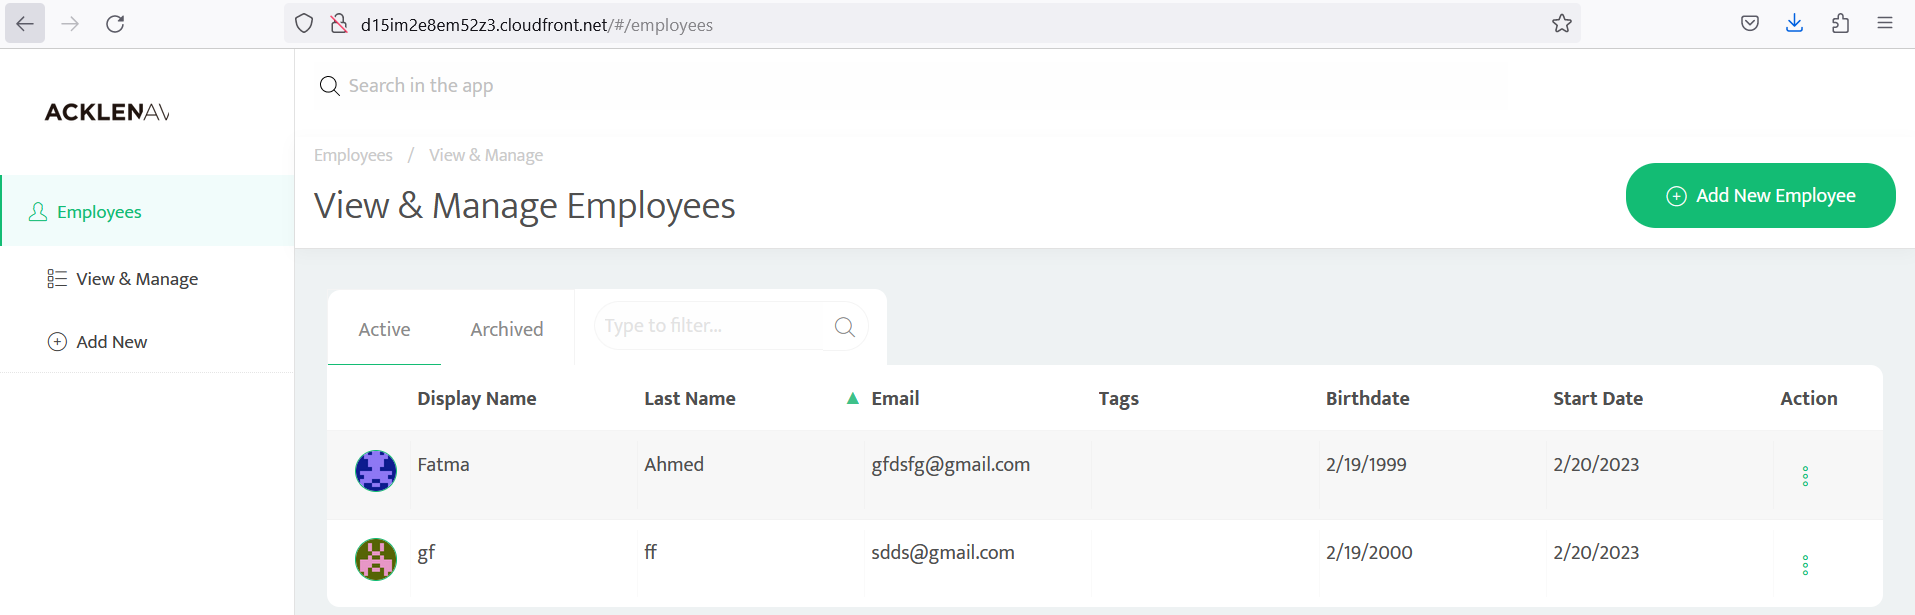 d15im2e8em52z3.cloudfront.net/#/employees
Search in the app
ACKLENAV
Employees / View & Manage
View & Manage Employees
Add New Employee
Employees
View & Manage
Add New
Active Archived Type to filter...
Display Name Last Name ▲ Email Tags Birthdate Start Date Action
Fatma Ahmed gfdsfg@gmail.com 2/19/1999 2/20/2023
gf ff sdds@gmail.com 2/19/2000 2/20/2023